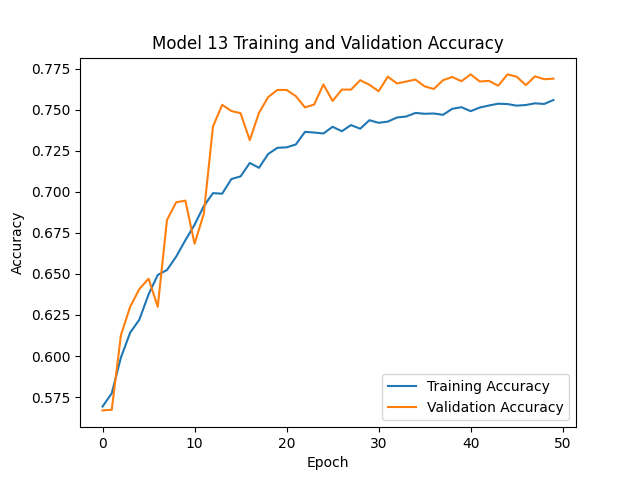 Model 13 Training and Validation Accuracy
0.775
0.750
0.725
0.700
0.675
0.650
0.625
0.600
0.575
Accuracy
Training Accuracy
Validation Accuracy
0 10 20 30 40 50
Epoch